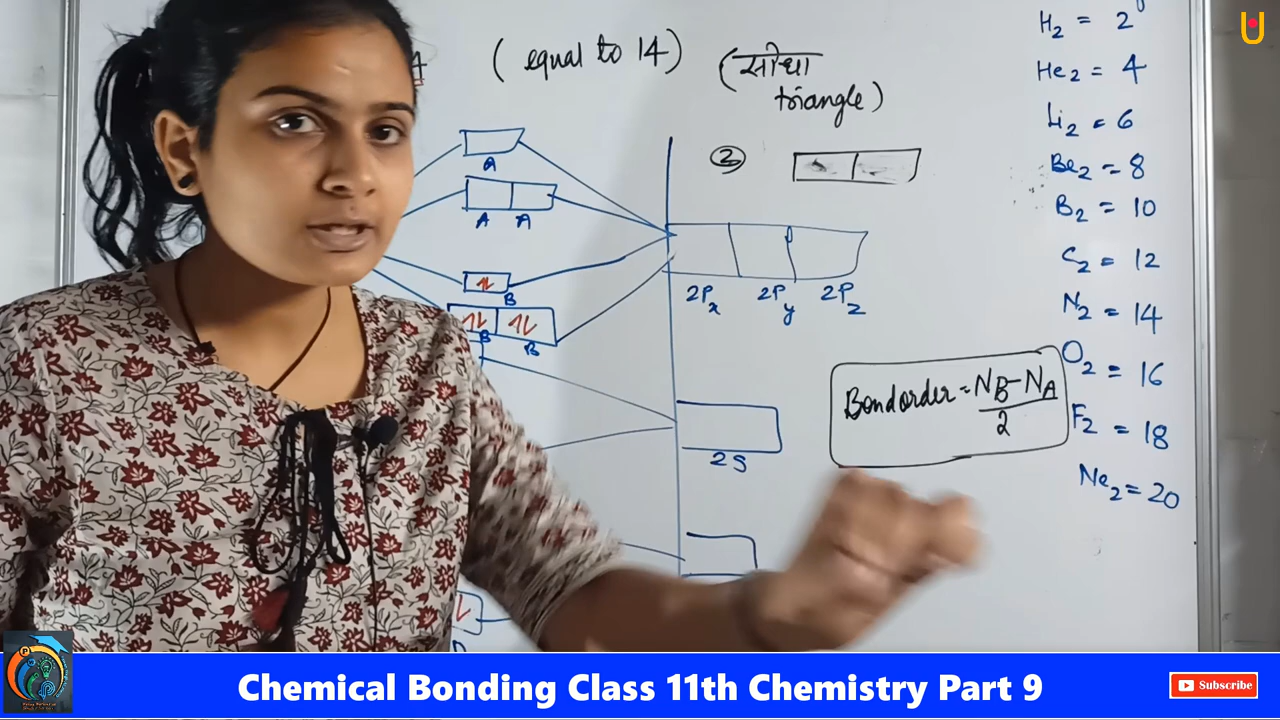 ( equal to 14 )
(सीधा
triangle)
②
A
A A
B
B B
2Px 2Py 2Pz
2S
Bond order = NB - NA
2
H2 = 2
He2 = 4
Li2 = 6
Be2 = 8
B2 = 10
C2 = 12
N2 = 14
O2 = 16
F2 = 18
Ne2 = 20
Chemical Bonding Class 11th Chemistry Part 9
Subscribe